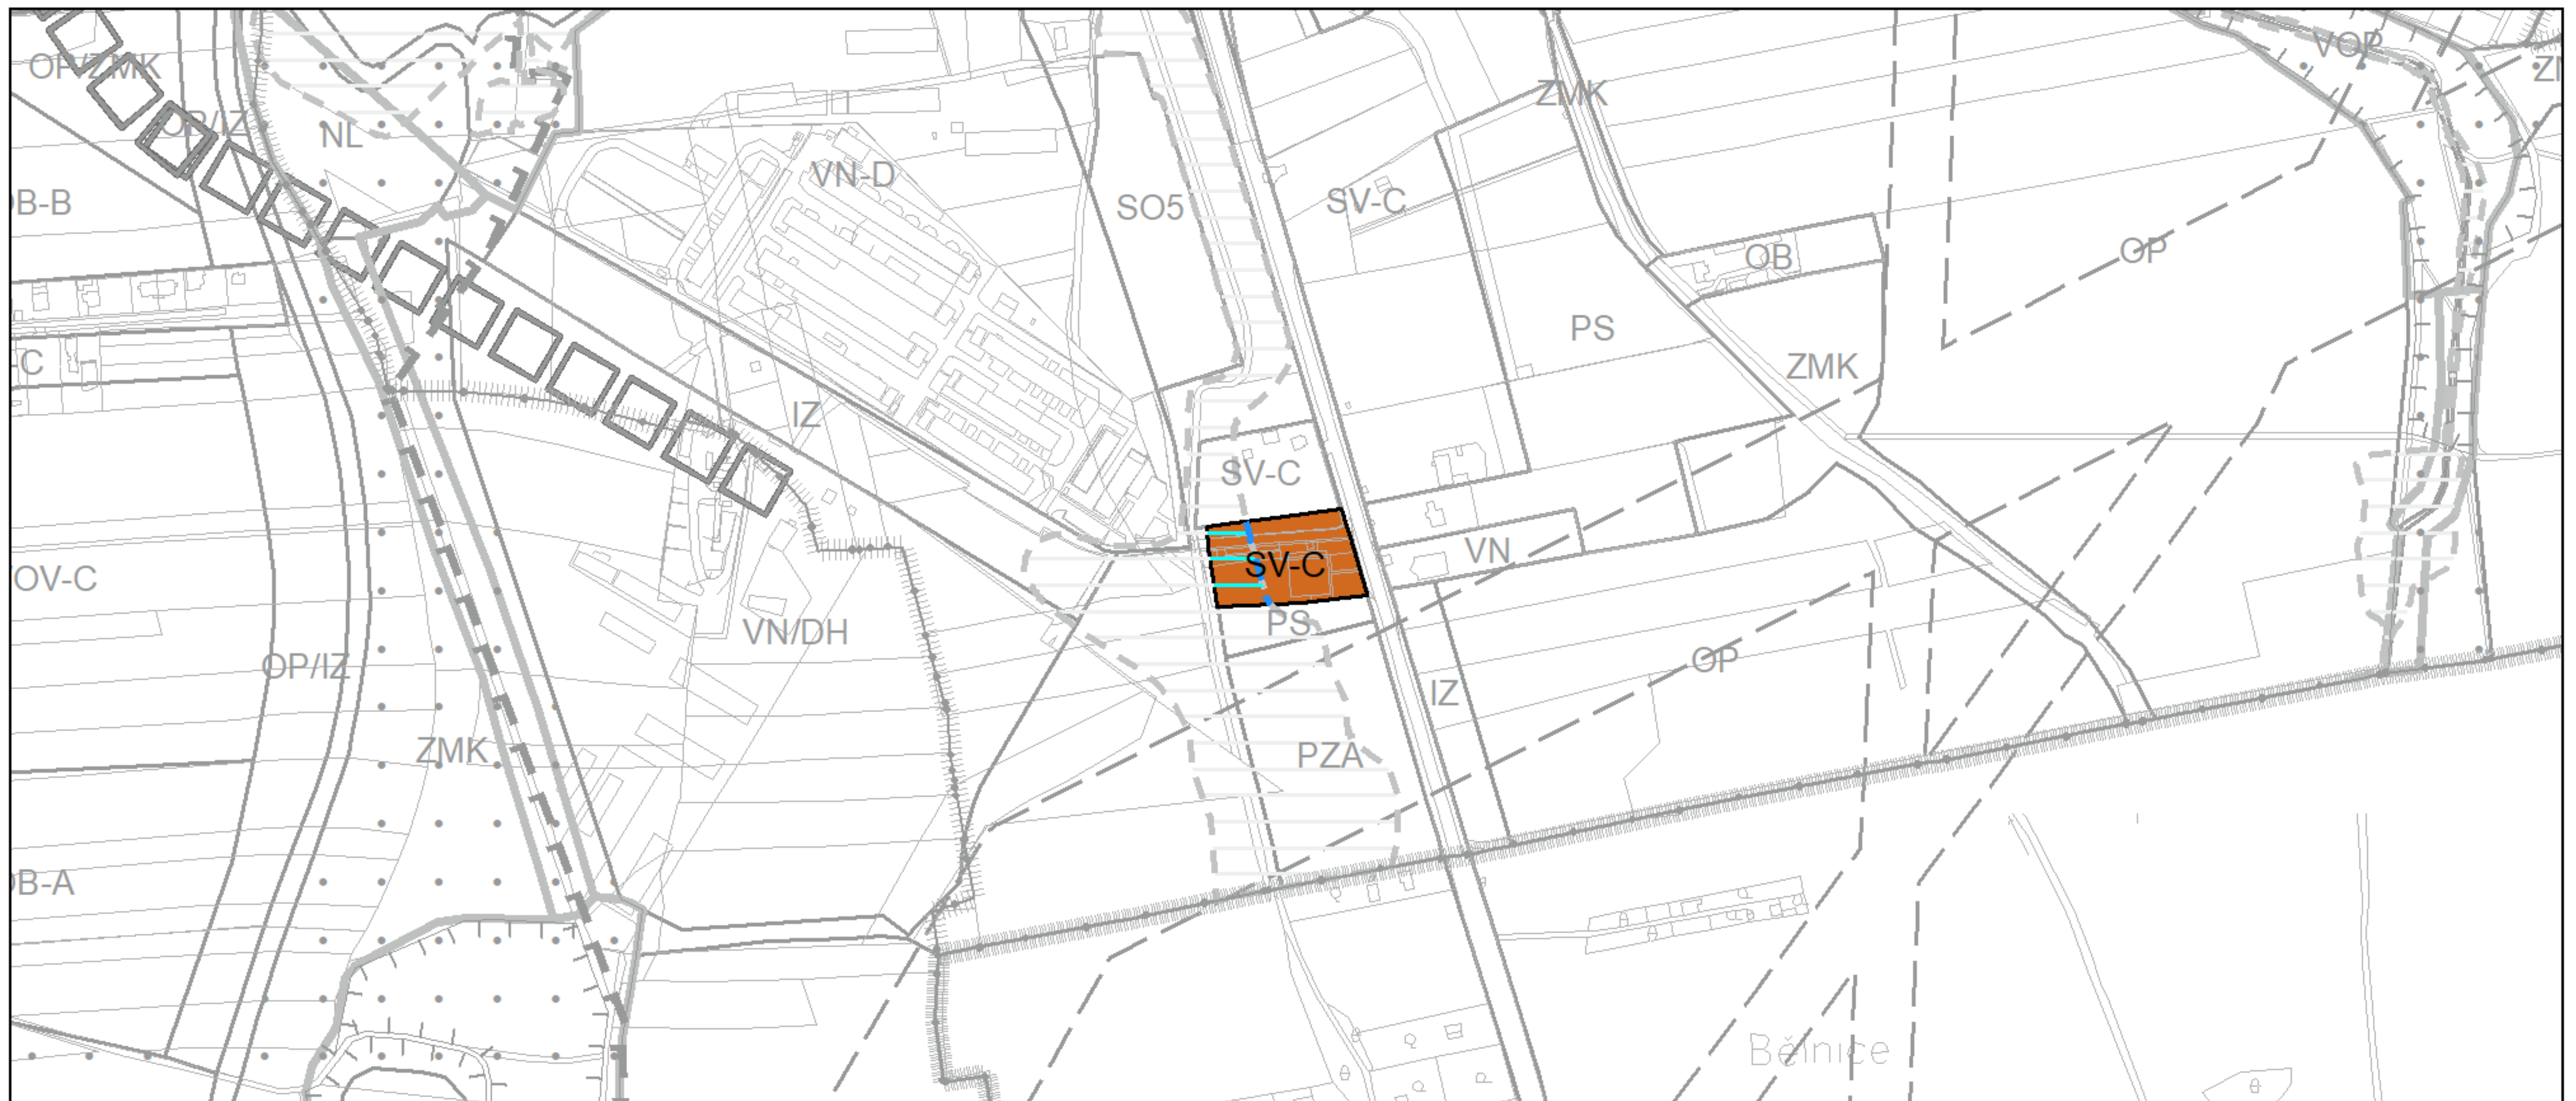 VOP
OP/ZMK
ZMK
OP/IZ
NL
VN-D
SO5
SV-C
OB
OP
PS
ZMK
IZ
SV-C
VN
SV-C
OV-C
PS
VN/DH
OP/IZ
OP
IZ
ZMK
PZA
Bělnice